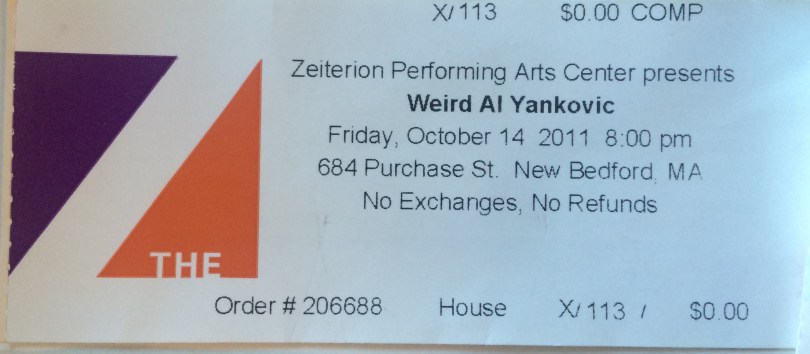 X/113 $0.00 COMP
Zeiterion Performing Arts Center presents
Weird Al Yankovic
Friday, October 14 2011 8:00 pm
684 Purchase St. New Bedford, MA
No Exchanges, No Refunds
THE
Order # 206688 House X/113 / $0.00